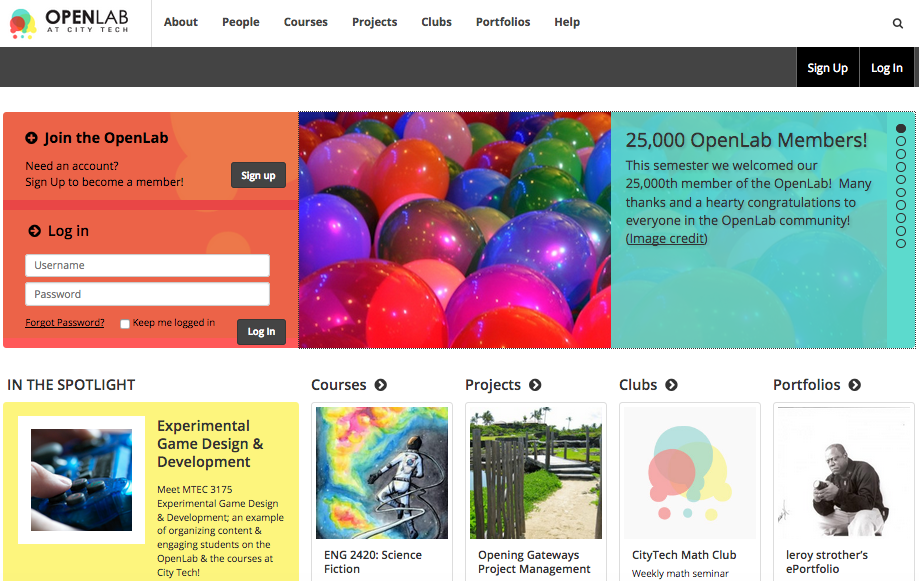 OPENLAB
AT CITY TECH
About
People
Courses
Projects
Clubs
Portfolios
Help
Sign Up
Log In
Join the OpenLab
Need an account?
Sign Up to become a member!
Sign up
Log in
Username
Password
Forgot Password?
Keep me logged in
Log In
25,000 OpenLab Members!
This semester we welcomed our
25,000th member of the OpenLab! Many
thanks and a hearty congratulations to
everyone in the OpenLab community!
(Image credit)
IN THE SPOTLIGHT
Experimental
Game Design &
Development
Meet MTEC 3175
Experimental Game Design
& Development; an example
of organizing content &
engaging students on the
OpenLab & the courses at
City Tech!
Courses
ENG 2420: Science
Fiction
Projects
Opening Gateways
Project Management
Clubs
CityTech Math Club
Weekly math seminar
Portfolios
leroy strother's
ePortfolio